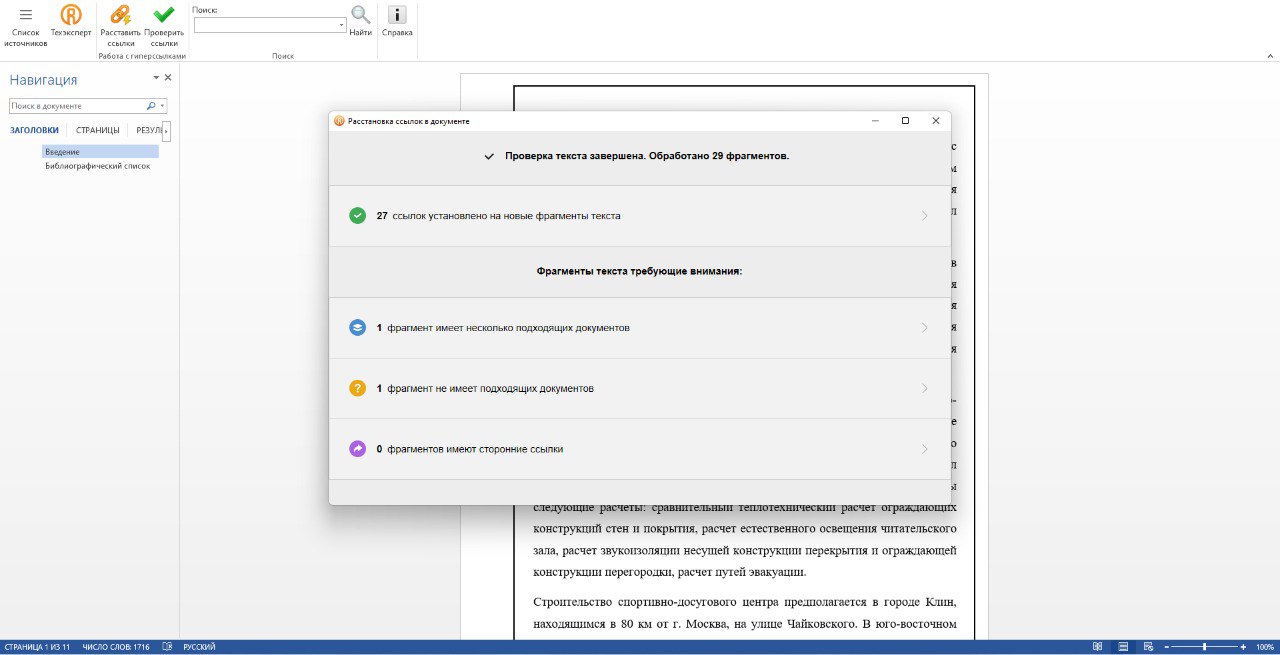 Список источников
Техэксперт
Расставить ссылки
Проверить ссылки
Работа с гиперссылками
Поиск:
Найти
Поиск
Справка
Навигация
Поиск в документе
ЗАГОЛОВКИ
СТРАНИЦЫ
Введение
Библиографический список
Расстановка ссылок в документе
Проверка текста завершена. Обработано 29 фрагментов.
27 ссылок установлено на новые фрагменты текста
Фрагменты текста требующие внимания:
1 фрагмент имеет несколько подходящих документов
1 фрагмент не имеет подходящих документов
0 фрагментов имеют сторонние ссылки
следующие расчеты: сравнительный теплотехнический расчет ограждающих
конструкций стен и покрытия, расчет естественного освещения читательского
зала, расчет звукоизоляции несущей конструкции перекрытия и ограждающей
конструкции перегородки, расчет путей эвакуации.
Строительство спортивно-досугового центра предполагается в городе Клин,
находящимся в 80 км от г. Москва, на улице Чайковского. В юго-восточном
СТРАНИЦА 1 ИЗ 11
ЧИСЛО СЛОВ: 1716
РУССКИЙ
100%